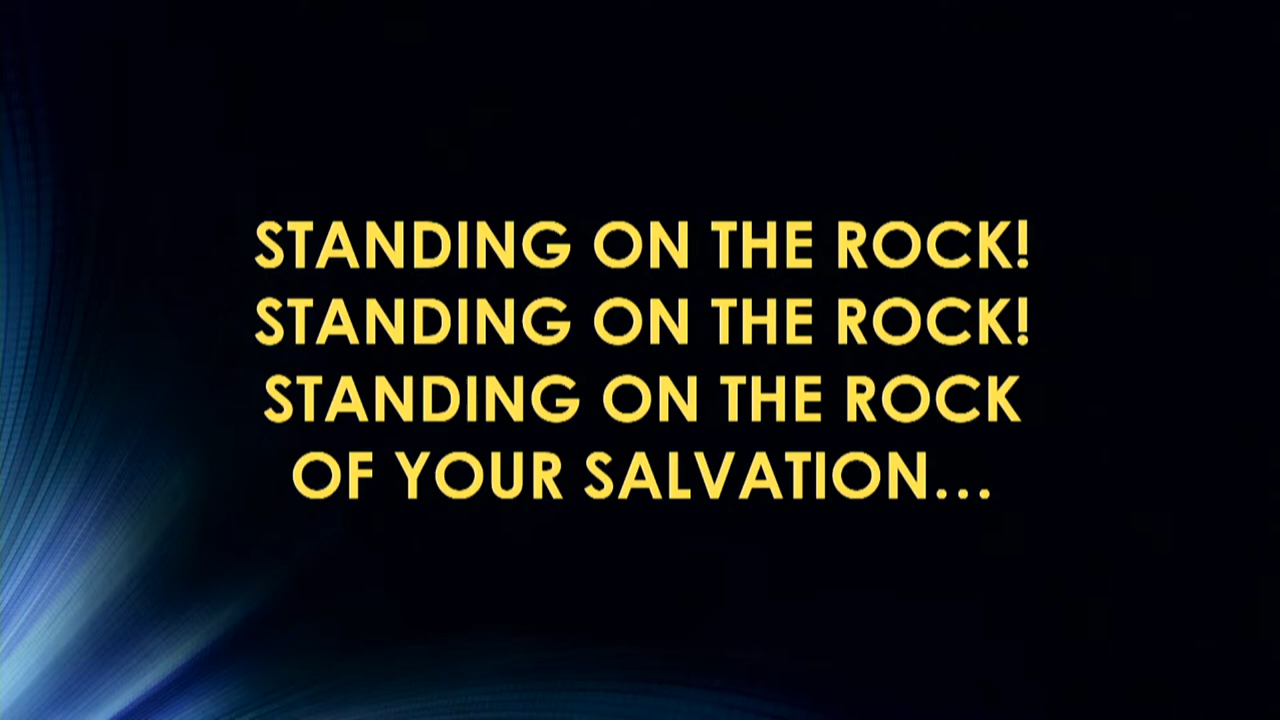 STANDING ON THE ROCK!
STANDING ON THE ROCK!
STANDING ON THE ROCK
OF YOUR SALVATION...